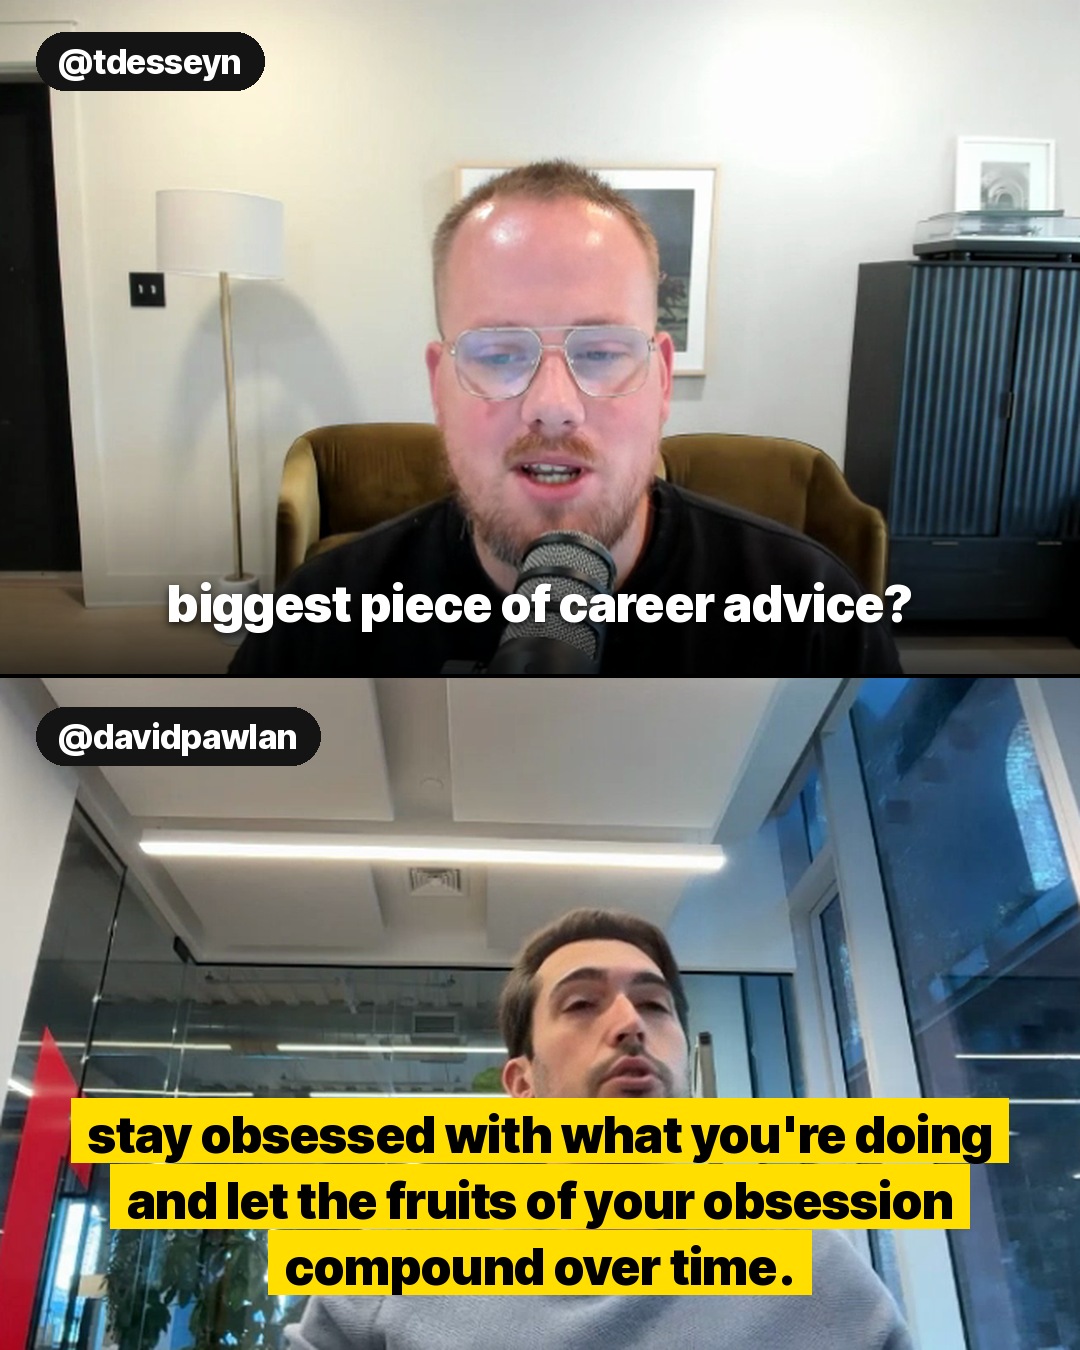 @tdesseyn
biggest piece of career advice?
@davidpawlan
stay obsessed with what you're doing
and let the fruits of your obsession
compound over time.